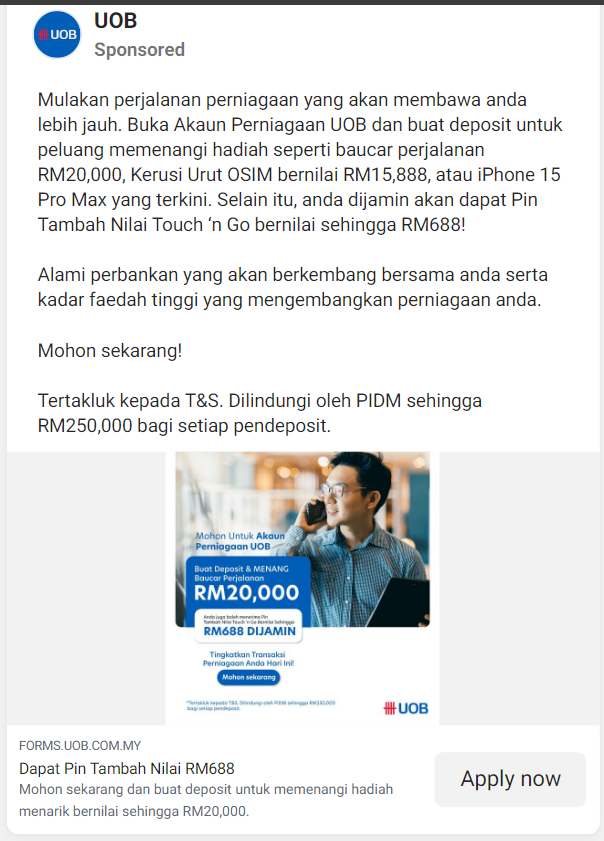 UOB
UOB
Sponsored
Mulakan perjalanan perniagaan yang akan membawa anda
lebih jauh. Buka Akaun Perniagaan UOB dan buat deposit untuk
peluang memenangi hadiah seperti baucar perjalanan
RM20,000, Kerusi Urut OSIM bernilai RM15,888, atau iPhone 15
Pro Max yang terkini. Selain itu, anda dijamin akan dapat Pin
Tambah Nilai Touch ‘n Go bernilai sehingga RM688!
Alami perbankan yang akan berkembang bersama anda serta
kadar faedah tinggi yang mengembangkan perniagaan anda.
Mohon sekarang!
Tertakluk kepada T&S. Dilindungi oleh PIDM sehingga
RM250,000 bagi setiap pendeposit.
Mohon Untuk Akaun
Perniagaan UOB
Buat Deposit & MENANG
Baucar Perjalanan
RM20,000
Anda juga boleh menerima Pin
Tambah Nilai Touch 'n Go Bernilai Sehingga
RM688 DIJAMIN
Tingkatkan Transaksi
Perniagaan Anda Hari Ini!
Mohon sekarang
*Tertakluk kepada T&S. Dilindungi oleh PIDM sehingga RM250,000
bagi setiap pendeposit.
UOB
FORMS.UOB.COM.MY
Dapat Pin Tambah Nilai RM688
Mohon sekarang dan buat deposit untuk memenangi hadiah
menarik bernilai sehingga RM20,000.
Apply now